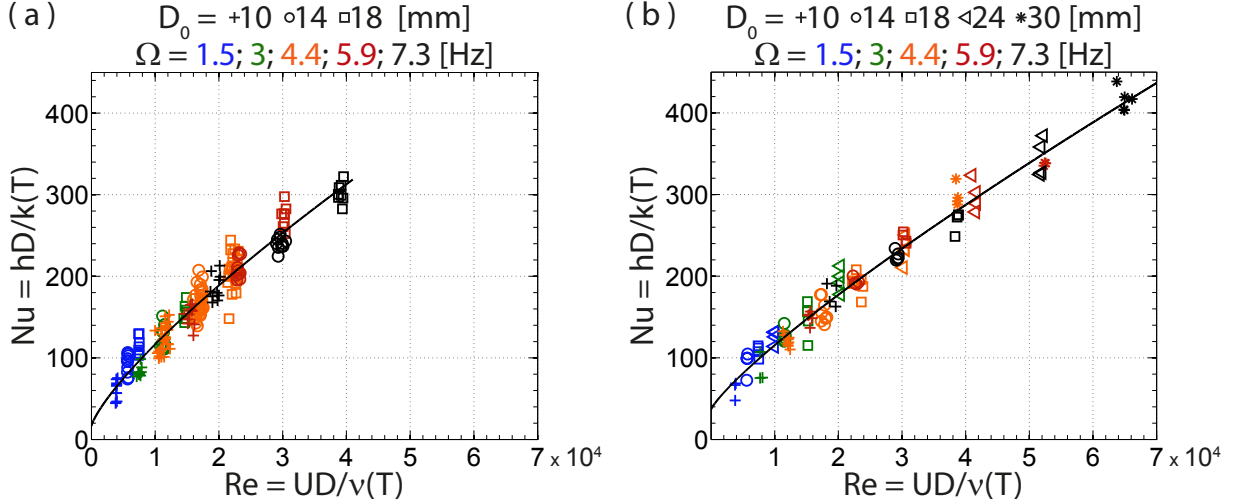 (a) D₀ = +10 ○14 □18 [mm]
Ω = 1.5; 3; 4.4; 5.9; 7.3 [Hz]
400
300
200
100
0
Nu = hD/k(T)
0 1 2 3 4 5 6 7 × 10⁴
Re = UD/ν(T)
(b) D₀ = +10 ○14 □18 ◁24 ✱30 [mm]
Ω = 1.5; 3; 4.4; 5.9; 7.3 [Hz]
400
300
200
100
0
Nu = hD/k(T)
0 1 2 3 4 5 6 7 × 10⁴
Re = UD/ν(T)